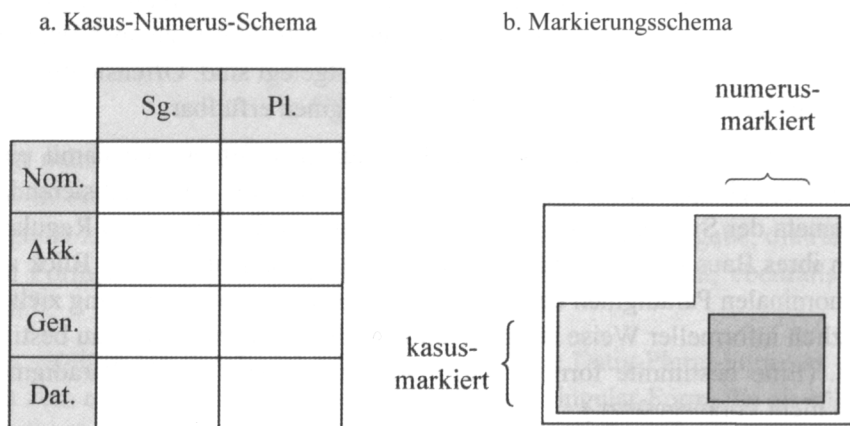 a. Kasus-Numerus-Schema
b. Markierungsschema
Sg. Pl.
Nom.
Akk.
Gen.
Dat.
numerus-
markiert
kasus-
markiert